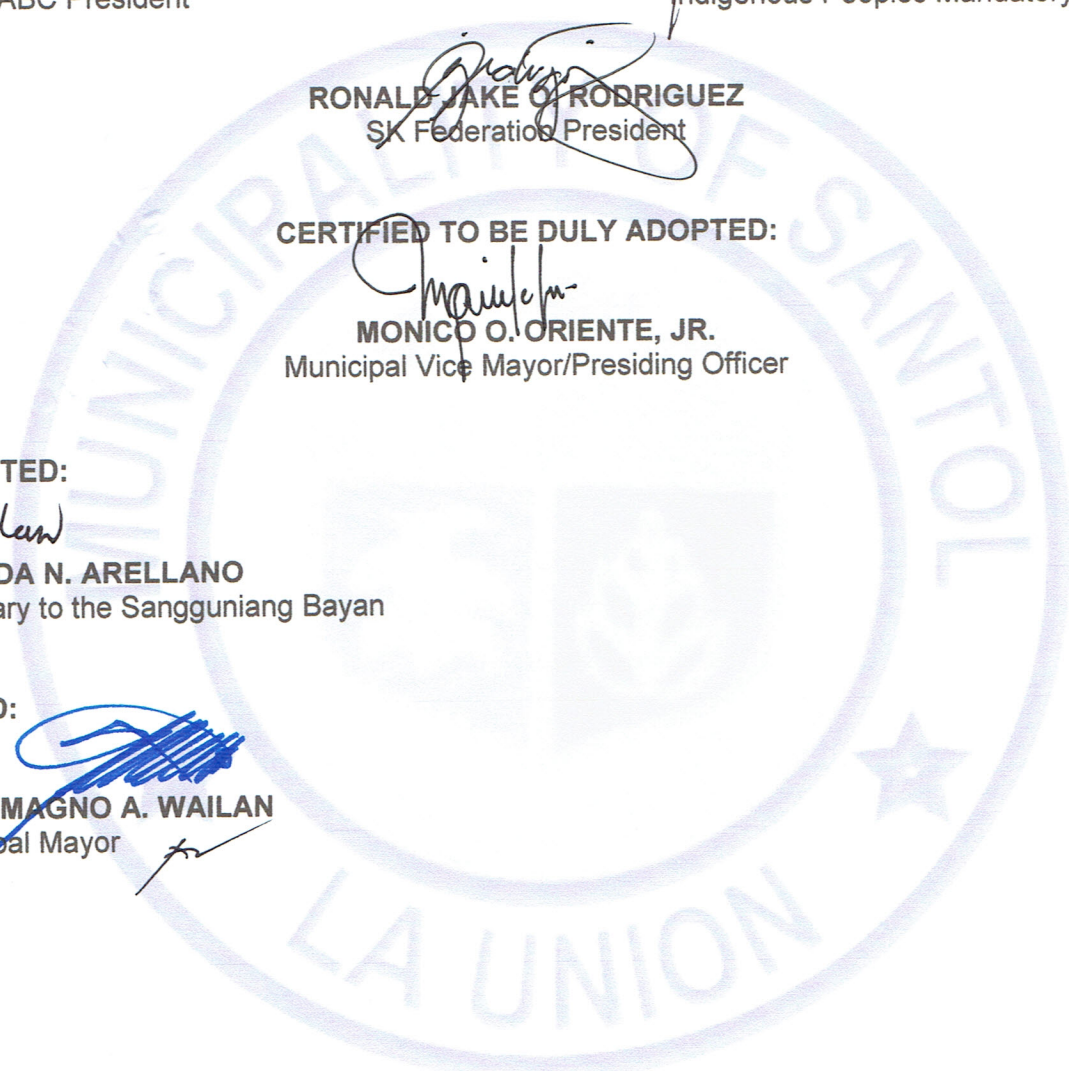 ABC President
Indigenous Peoples Mandatory
RONALD JAKE O. RODRIGUEZ
SK Federation President
CERTIFIED TO BE DULY ADOPTED:
MONICO O. ORIENTE, JR.
Municipal Vice Mayor/Presiding Officer
TED:
DA N. ARELLANO
ary to the Sangguniang Bayan
D:
MAGNO A. WAILAN
pal Mayor
MUNICIPALITY OF SANTOL
LA UNION